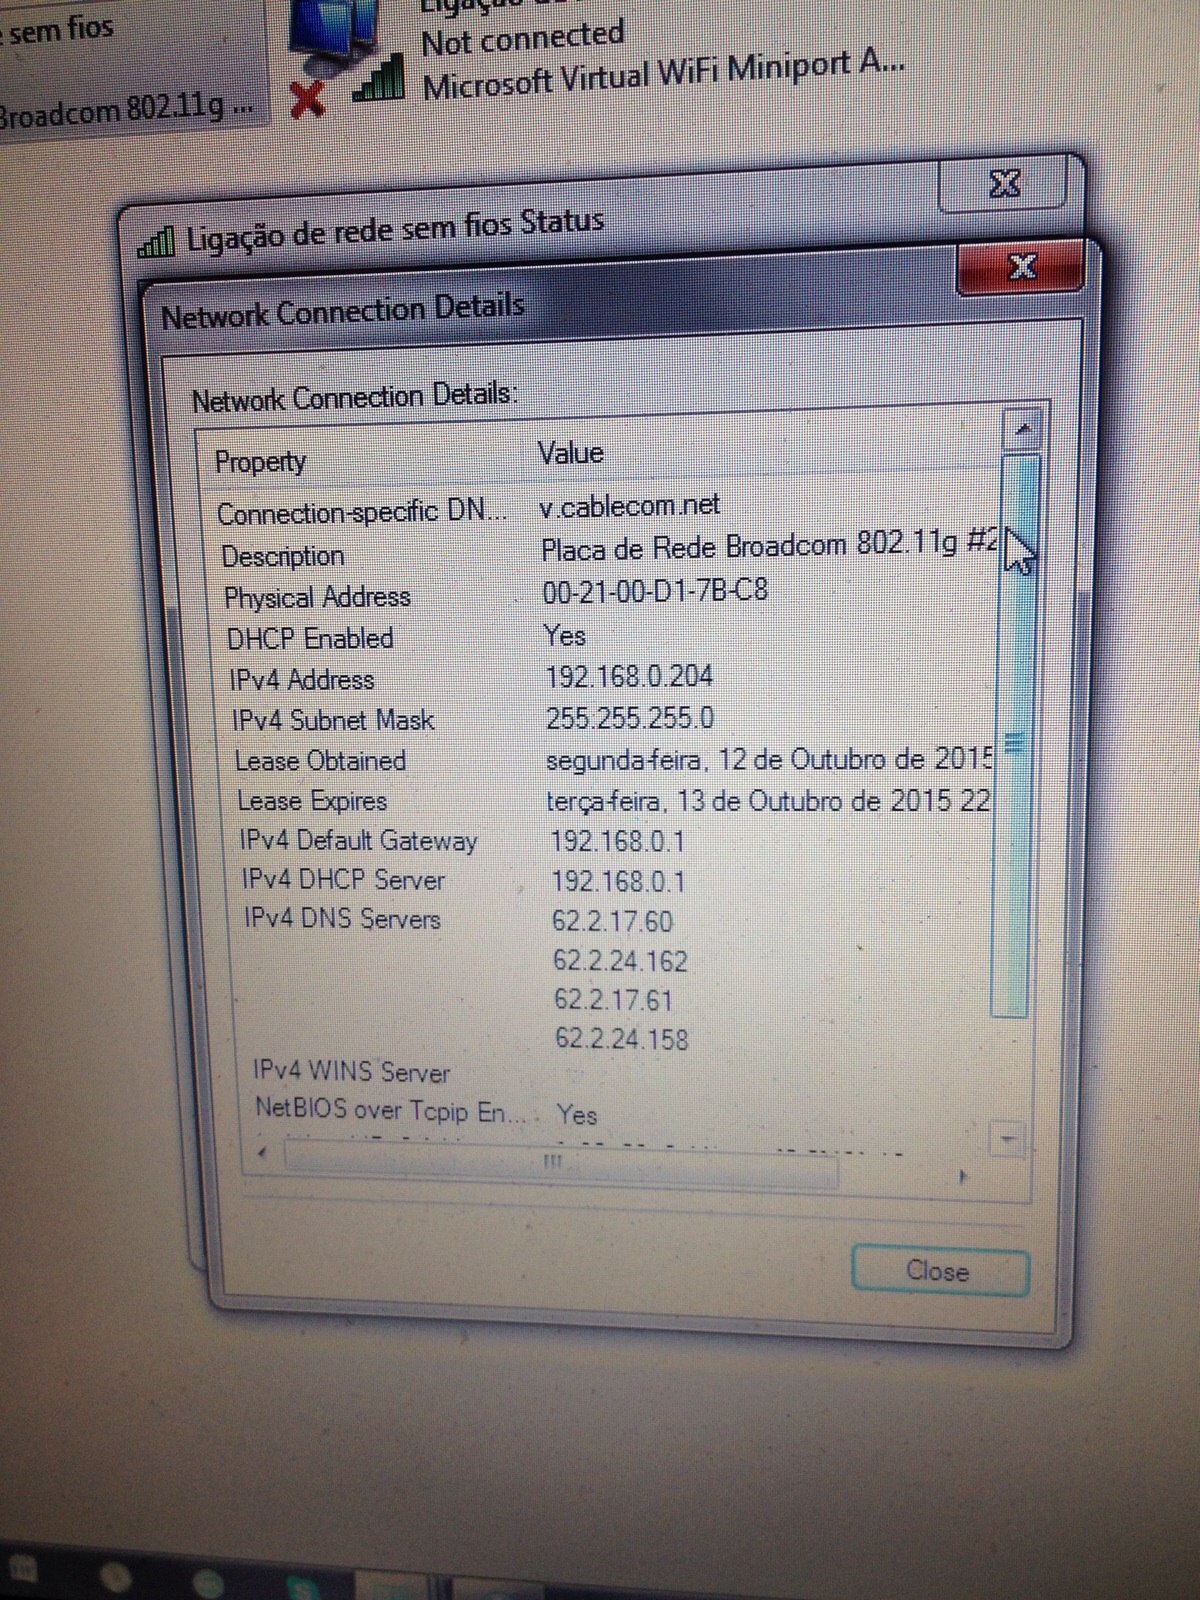 sem fios
Broadcom 802.11g ...
Not connected
Microsoft Virtual WiFi Miniport A...
Ligação de rede sem fios Status
Network Connection Details
Network Connection Details:
Property Value
Connection-specific DN... v.cablecom.net
Description Placa de Rede Broadcom 802.11g #2
Physical Address 00-21-00-D1-7B-C8
DHCP Enabled Yes
IPv4 Address 192.168.0.204
IPv4 Subnet Mask 255.255.255.0
Lease Obtained segunda-feira, 12 de Outubro de 2015
Lease Expires terça-feira, 13 de Outubro de 2015 22
IPv4 Default Gateway 192.168.0.1
IPv4 DHCP Server 192.168.0.1
IPv4 DNS Servers 62.2.17.60
62.2.24.162
62.2.17.61
62.2.24.158
IPv4 WINS Server
NetBIOS over Tcpip En... Yes
Close